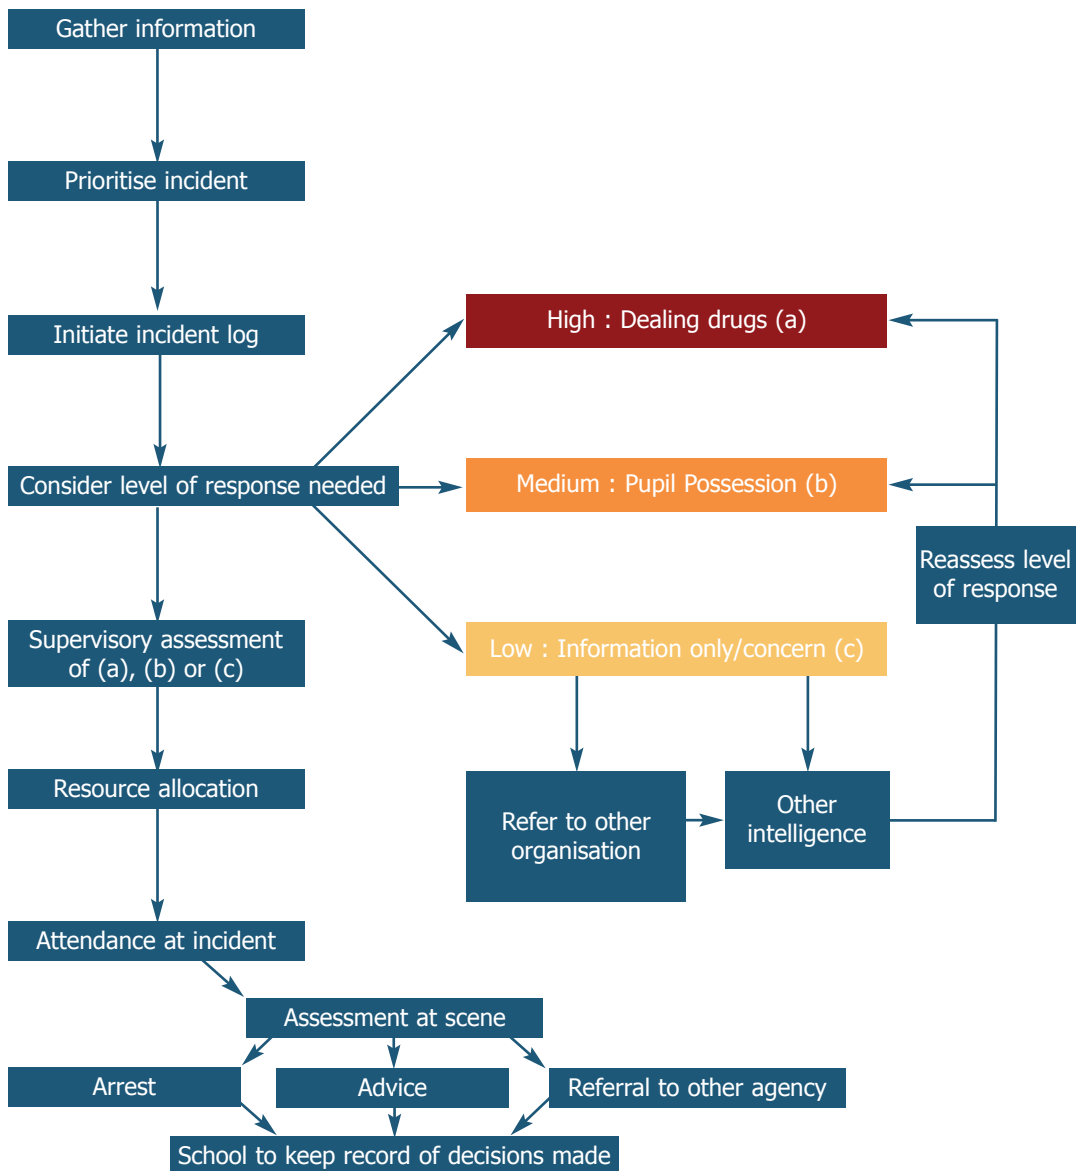 Gather information
Prioritise incident
Initiate incident log
High : Dealing drugs (a)
Consider level of response needed
Medium : Pupil Possession (b)
Reassess level
of response
Supervisory assessment
of (a), (b) or (c)
Low : Information only/concern (c)
Resource allocation
Refer to other
organisation
Other
intelligence
Attendance at incident
Assessment at scene
Arrest
Advice
Referral to other agency
School to keep record of decisions made